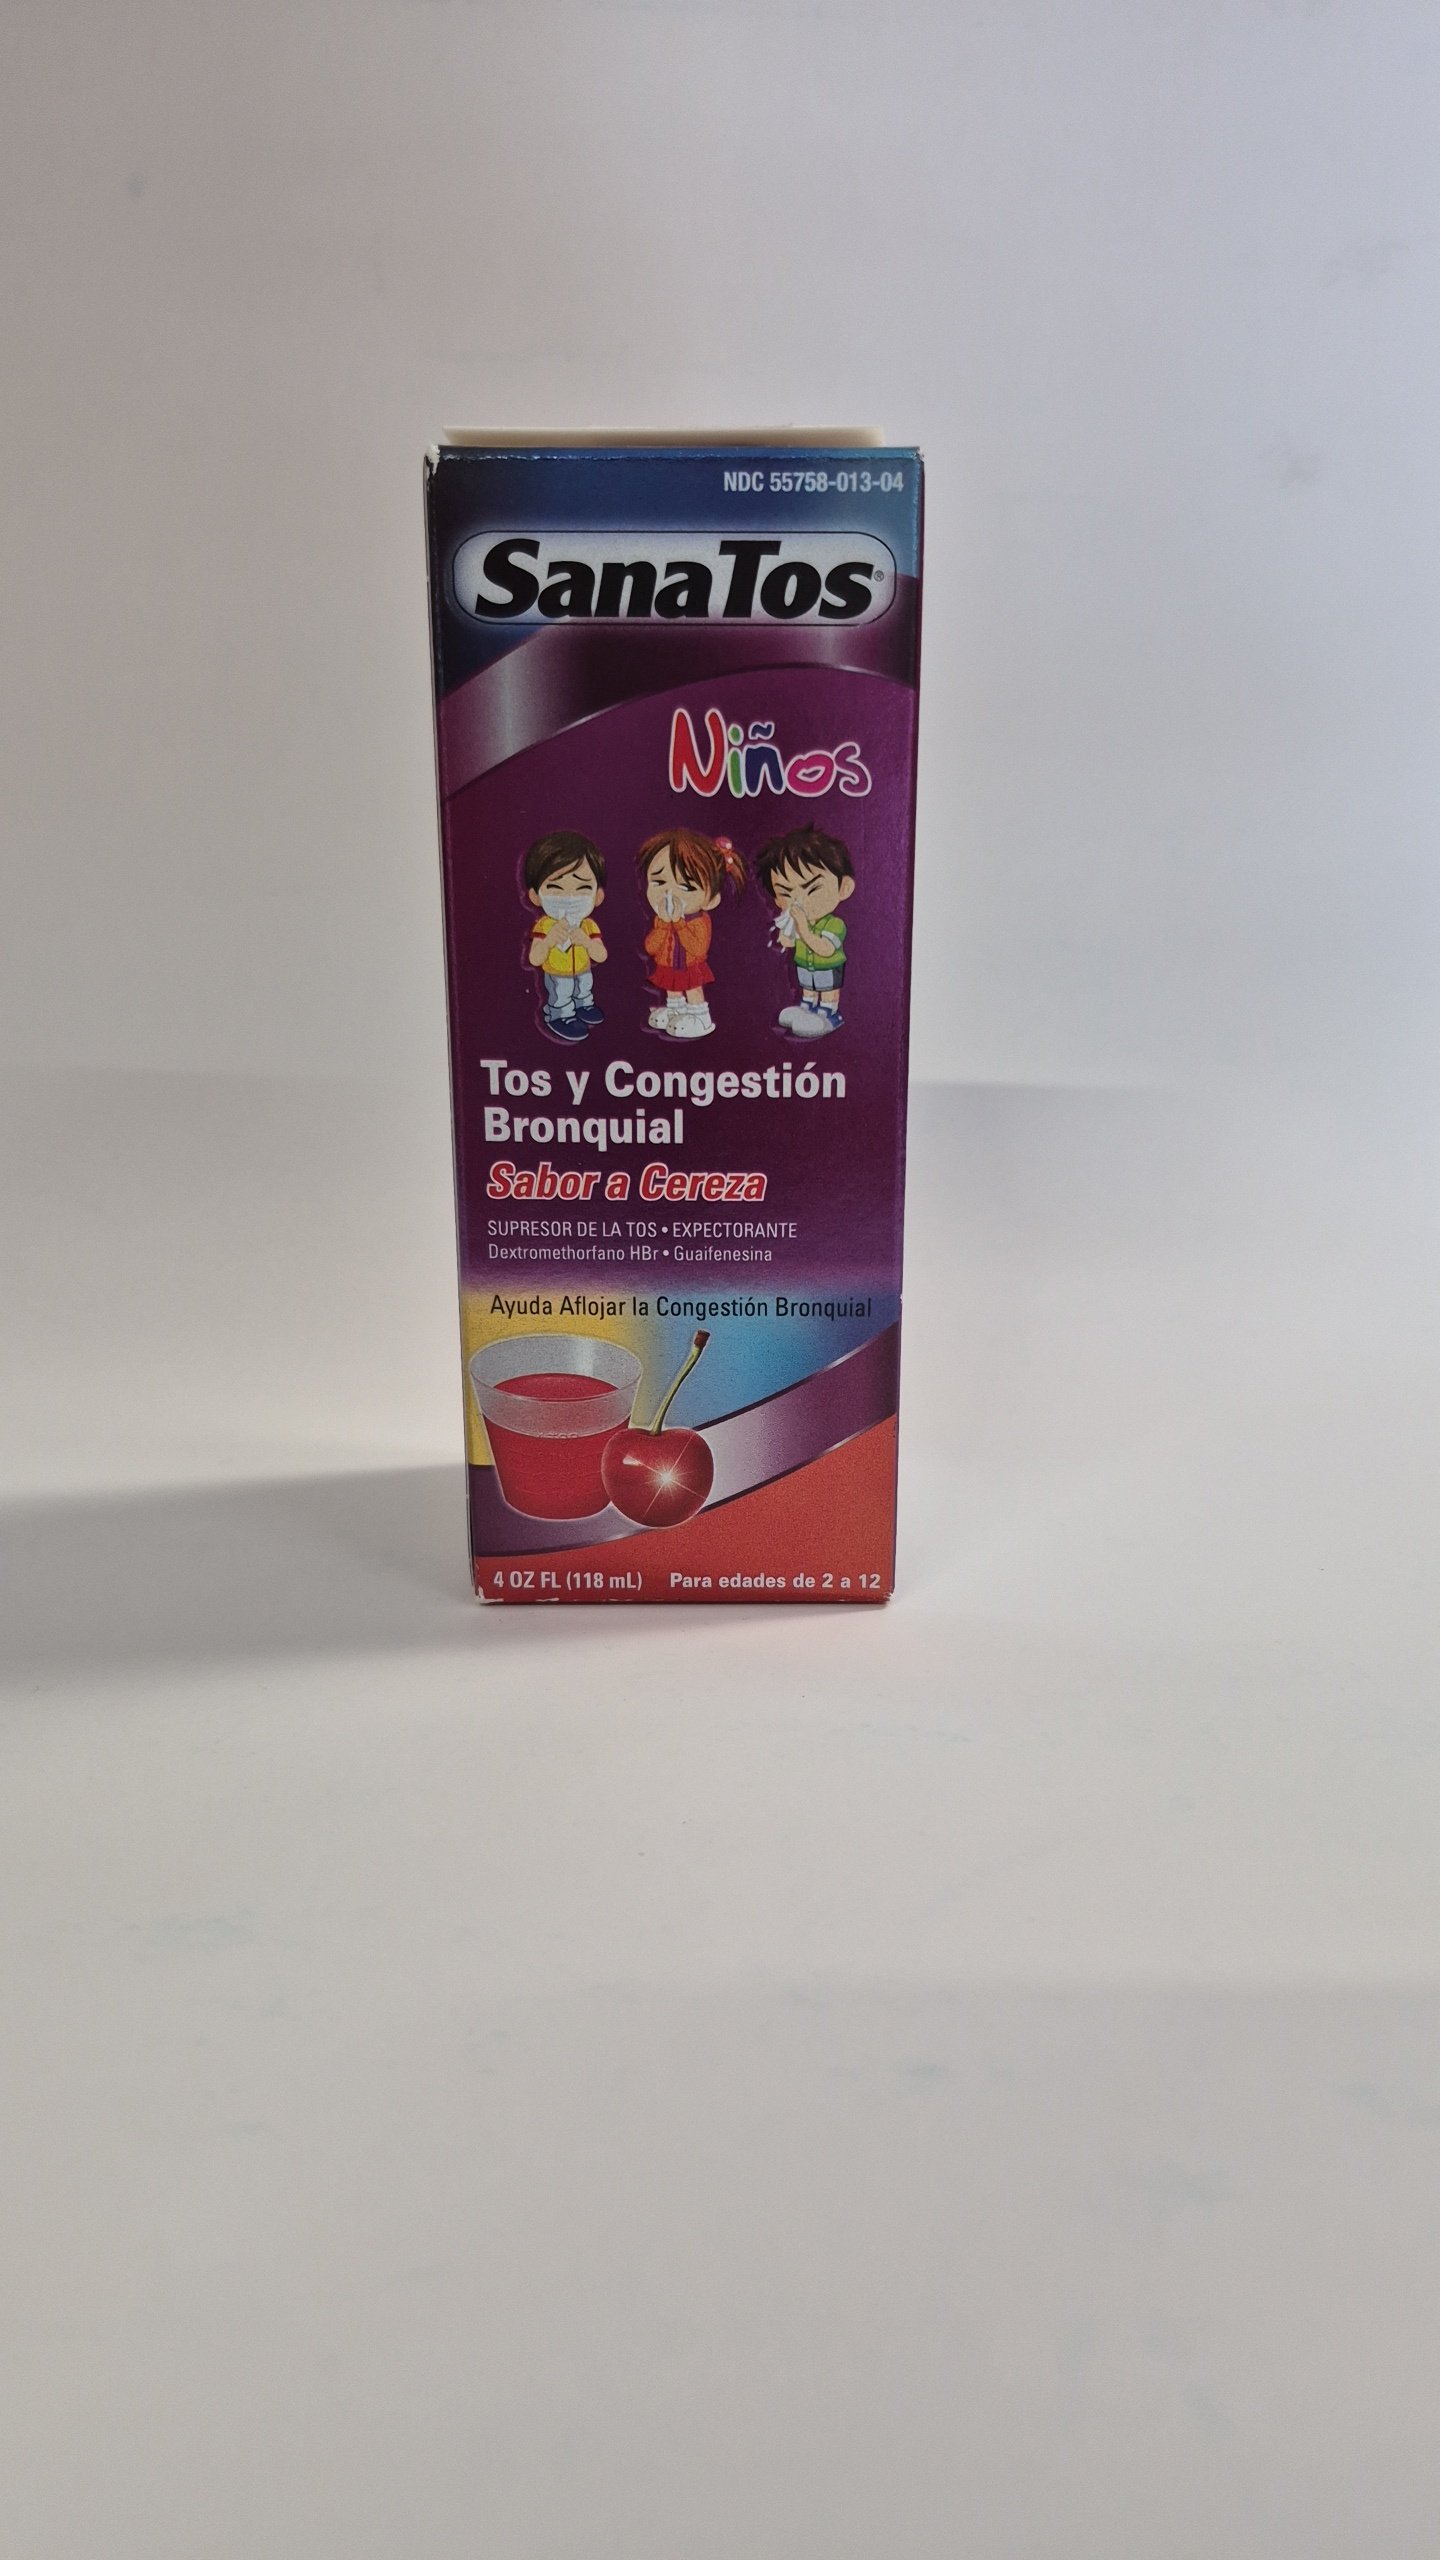 NDC 55758-013-04
SanaTos®
Niños
Tos y Congestión
Bronquial
Sabor a Cereza
SUPRESOR DE LA TOS • EXPECTORANTE
Dextromethorfano HBr • Guaifenesina
Ayuda Aflojar la Congestión Bronquial
4 OZ FL (118 mL) Para edades de 2 a 12